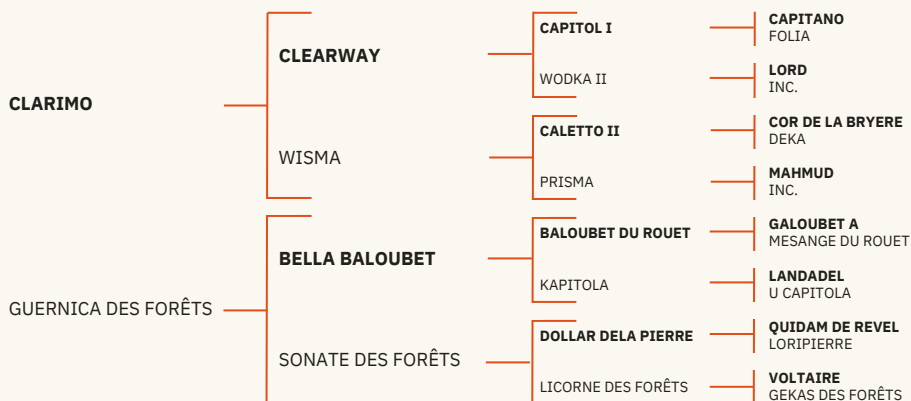 CLARIMO
CLEARWAY
CAPITOL I
CAPITANO
FOLIA
WODKA II
LORD
INC.
WISMA
CALETTO II
COR DE LA BRYERE
DEKA
PRISMA
MAHMUD
INC.
GUERNICA DES FORÊTS
BELLA BALOUBET
BALOUBET DU ROUET
GALOUBET A
MESANGE DU ROUET
KAPITOLA
LANDADEL
U CAPITOLA
SONATE DES FORÊTS
DOLLAR DELA PIERRE
QUIDAM DE REVEL
LORIPIERRE
LICORNE DES FORÊTS
VOLTAIRE
GEKAS DES FORÊTS